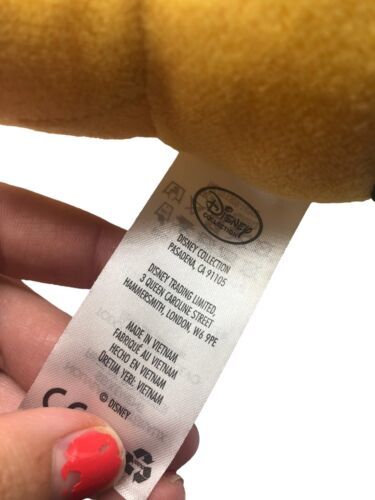 Disney
COLLECTION
DISNEY COLLECTION
PASADENA, CA 91105
DISNEY TRADING LIMITED,
3 QUEEN CAROLINE STREET
HAMMERSMITH, LONDON, W6 9PE
MADE IN VIETNAM
FABRIQUÉ AU VIETNAM
HECHO EN VIETNAM
ÜRETIM YERI: VIETNAM
© DISNEY
CE